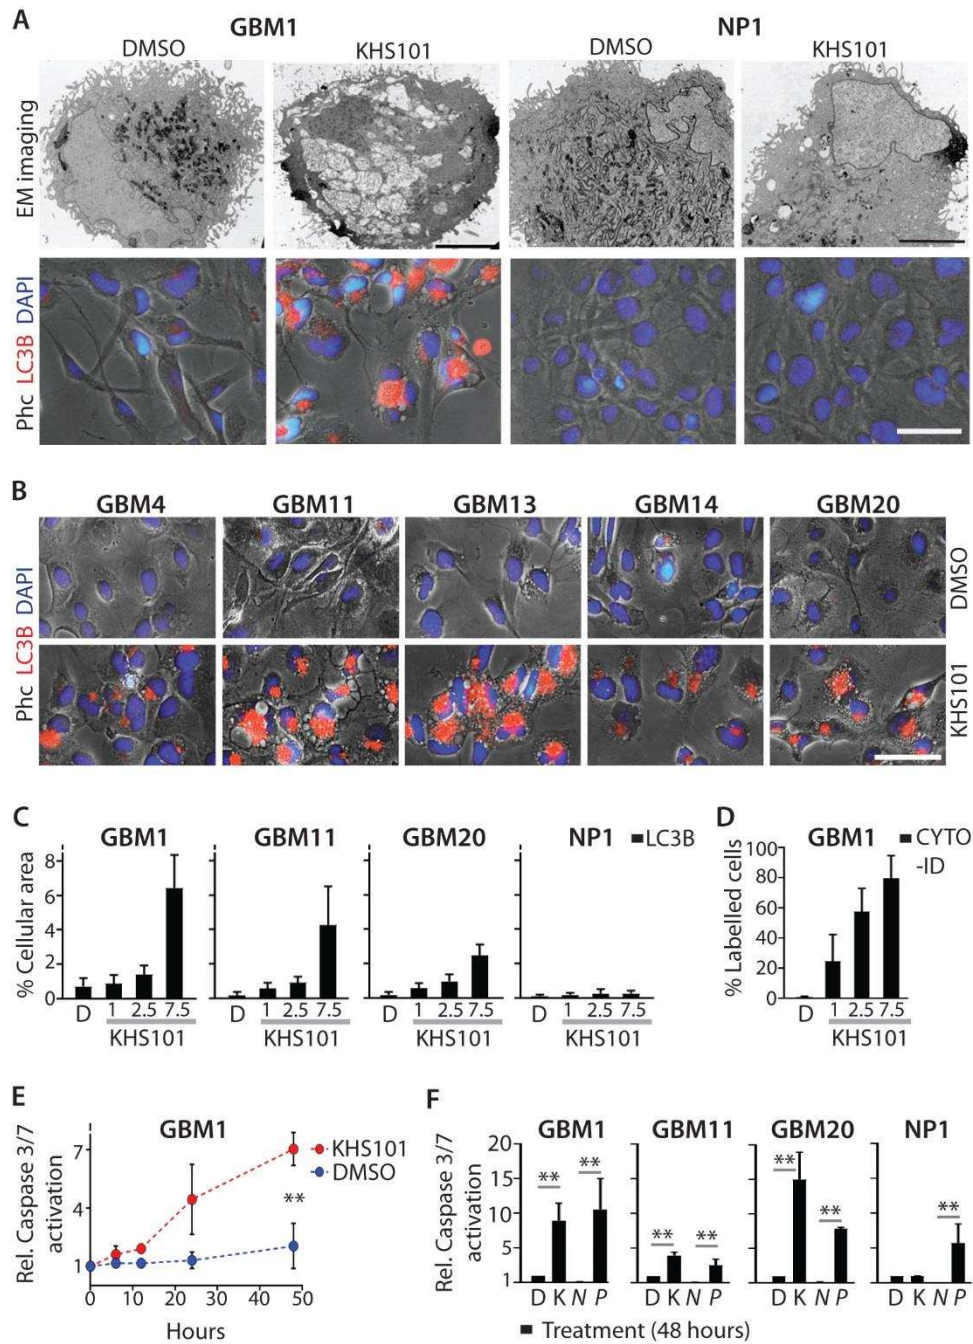 A
GBM1
NP1
DMSO
KHS101
DMSO
KHS101
EM imaging
Phc LC3B DAPI
B
GBM4
GBM11
GBM13
GBM14
GBM20
Phc LC3B DAPI
DMSO
KHS101
C
GBM1
GBM11
GBM20
NP1
LC3B
% Cellular area
8
6
4
2
0
D
1
2.5
7.5
KHS101
D
1
2.5
7.5
KHS101
D
1
2.5
7.5
KHS101
D
1
2.5
7.5
KHS101
D
GBM1
CYTO
-ID
% Labelled cells
100
80
60
40
20
0
D
1
2.5
7.5
KHS101
E
GBM1
Rel. Caspase 3/7
activation
7
4
1
KHS101
DMSO
**
0
10
20
30
40
50
Hours
F
GBM1
GBM11
GBM20
NP1
Rel. Caspase 3/7
activation
20
15
10
5
1
**
**
**
**
**
**
**
D K N P
D K N P
D K N P
D K N P
Treatment (48 hours)